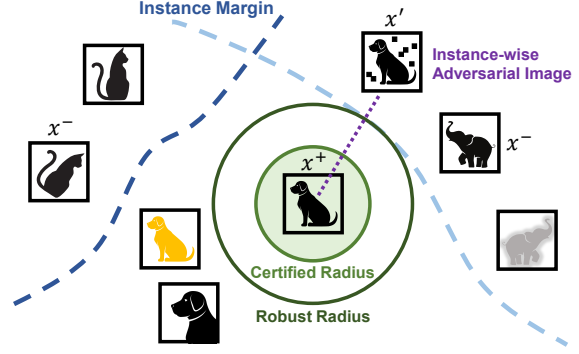 Instance Margin
x′
Instance-wise
Adversarial Image
x⁻
x⁺
x⁻
Certified Radius
Robust Radius